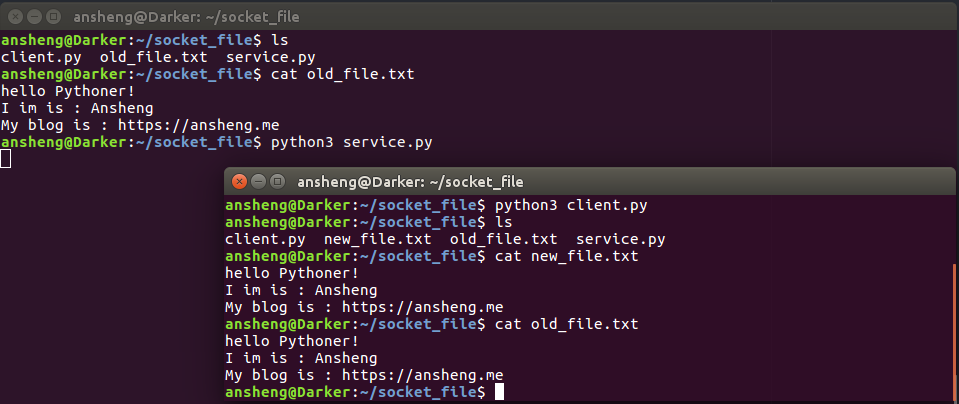 ansheng@Darker: ~/socket_file
ansheng@Darker:~/socket_file$ ls
client.py  old_file.txt  service.py
ansheng@Darker:~/socket_file$ cat old_file.txt
hello Pythoner!
I im is : Ansheng
My blog is : https://ansheng.me
ansheng@Darker:~/socket_file$ python3 service.py
ansheng@Darker: ~/socket_file
ansheng@Darker:~/socket_file$ python3 client.py
ansheng@Darker:~/socket_file$ ls
client.py  new_file.txt  old_file.txt  service.py
ansheng@Darker:~/socket_file$ cat new_file.txt
hello Pythoner!
I im is : Ansheng
My blog is : https://ansheng.me
ansheng@Darker:~/socket_file$ cat old_file.txt
hello Pythoner!
I im is : Ansheng
My blog is : https://ansheng.me
ansheng@Darker:~/socket_file$